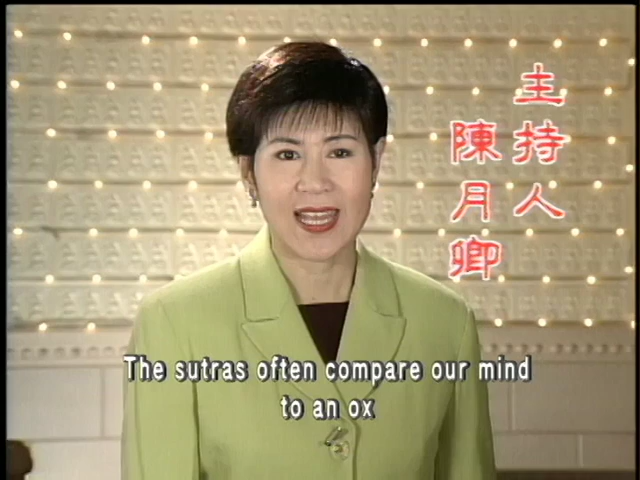 主持人
陳月卿
The sutras often compare our mind
to an ox